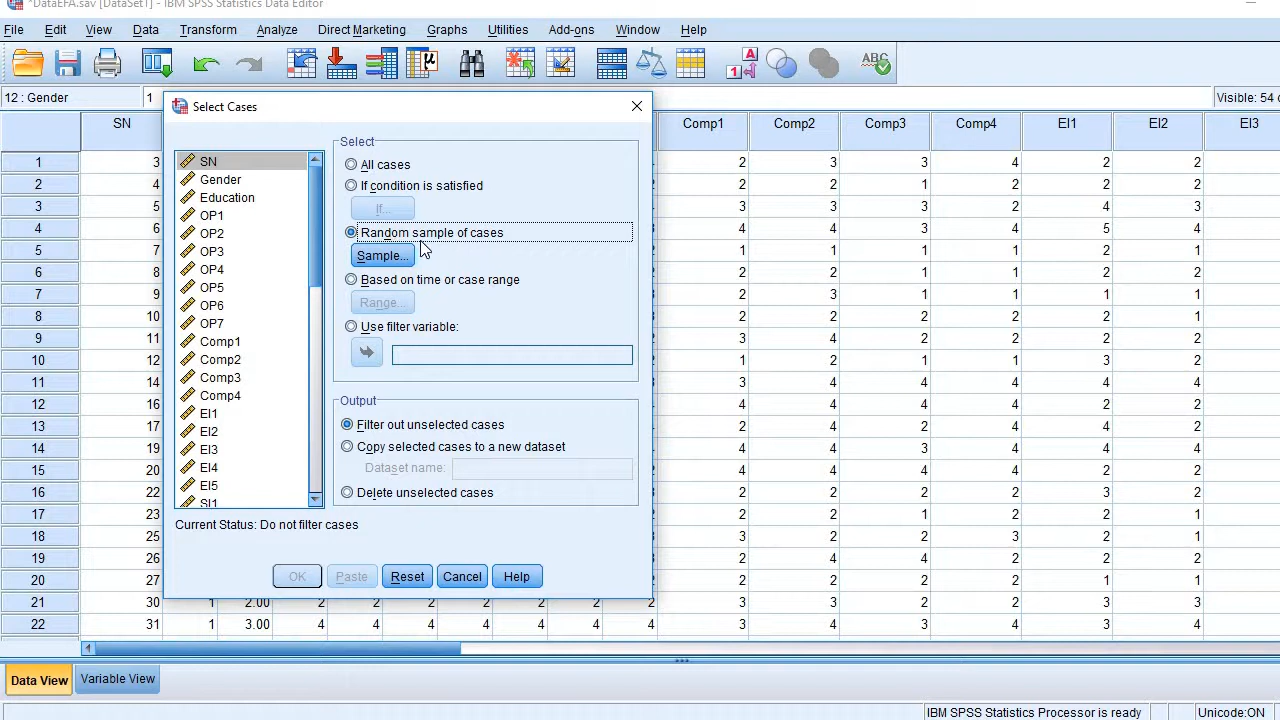 *DataEFA.sav [DataSet1] - IBM SPSS Statistics Data Editor
File Edit View Data Transform Analyze Direct Marketing Graphs Utilities Add-ons Window Help
12 : Gender 1 Visible: 54 o
SN Comp1 Comp2 Comp3 Comp4 EI1 EI2 EI3
Select Cases
SN
Gender
Education
OP1
OP2
OP3
OP4
OP5
OP6
OP7
Comp1
Comp2
Comp3
Comp4
EI1
EI2
EI3
EI4
EI5
SI1
Select
All cases
If condition is satisfied
If...
Random sample of cases
Sample...
Based on time or case range
Range...
Use filter variable:
Output
Filter out unselected cases
Copy selected cases to a new dataset
Dataset name:
Delete unselected cases
Current Status: Do not filter cases
OK Paste Reset Cancel Help
1 3 2 3 3 4 2 2
2 4 2 2 1 2 2 2
3 5 3 3 3 2 4 3
4 6 3 3 4 4 5 4
5 7 1 2 1 1 2 1
6 8 2 2 1 2 2 1
7 9 2 3 1 1 1 1
8 10 3 2 2 2 2 1
9 11 3 4 2 2 2 2
10 12 1 2 1 1 3 2
11 14 3 4 4 4 4 4
12 16 4 4 4 4 2 4
13 17 2 4 4 2 2 1
14 19 4 4 3 4 4 4
15 20 4 4 4 4 4 4
16 22 2 2 2 2 3 2
17 23 2 2 1 2 2 1
18 25 2 2 2 3 2 1
19 26 2 4 4 2 2 2
20 27 2 2 2 2 1 1
21 30 1 2.00 2 2 2 2 2 3 3 2 2 3 3
22 31 1 3.00 4 4 4 4 4 3 3 4 4 3 4
Data View Variable View
IBM SPSS Statistics Processor is ready Unicode:ON